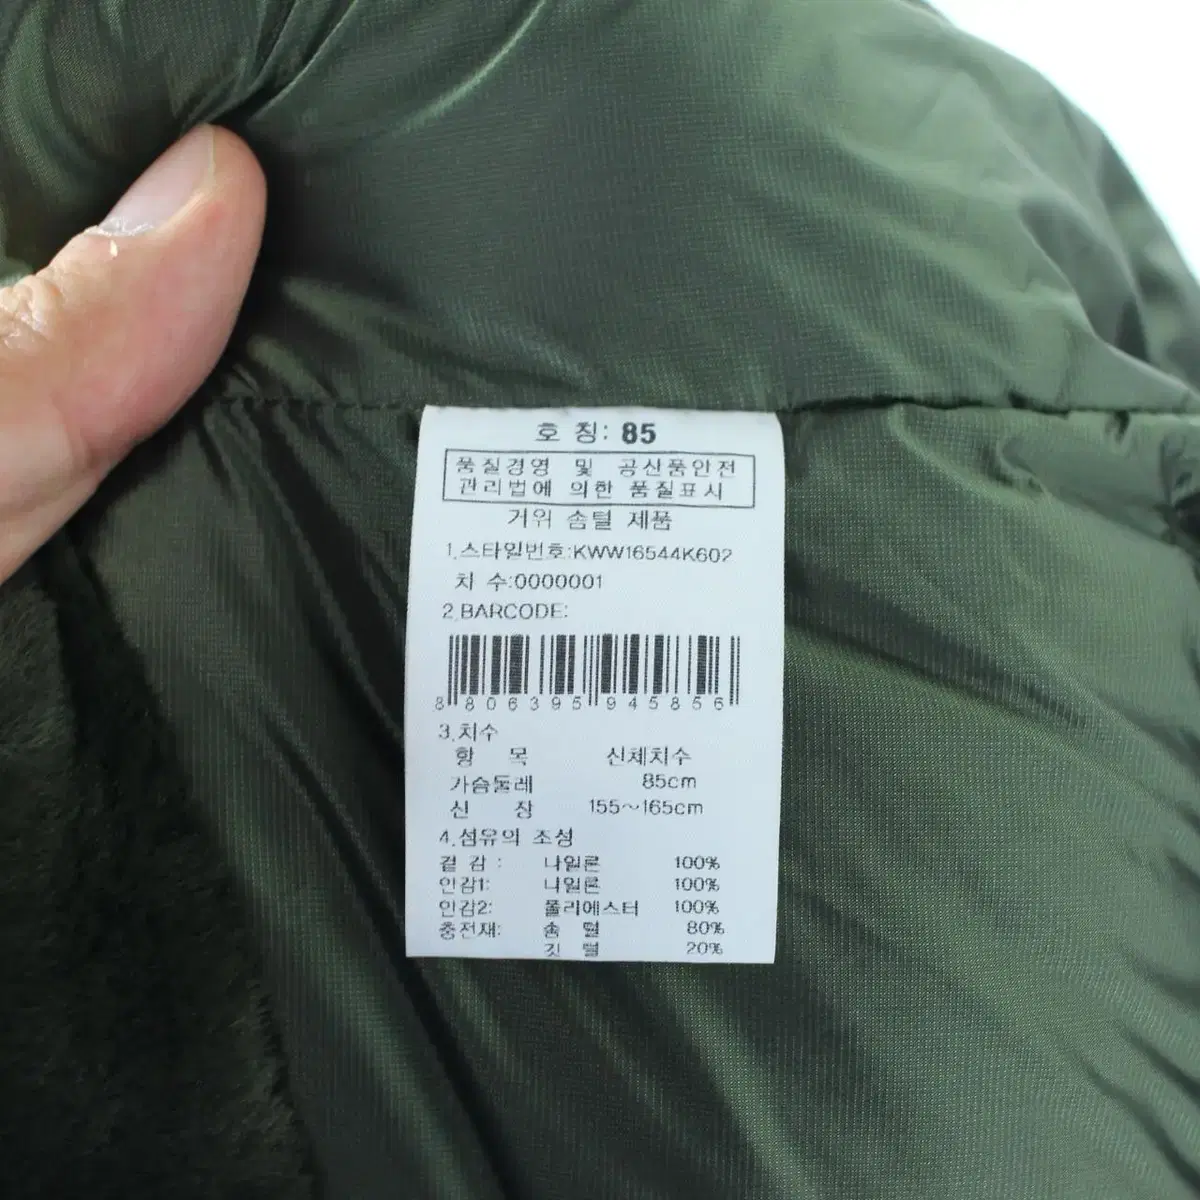 호 칭: 85
품질경영 및 공산품안전
관리법에 의한 품질표시
거위 솜털 제품
1.스타일번호:KWW16544K602
치 수:0000001
2.BARCODE:
8 806395 945856
3.치수
항 목 신체치수
가슴둘레 85cm
신 장 155~165cm
4.섬유의 조성
겉 감 : 나일론 100%
안감1: 나일론 100%
안감2: 폴리에스터 100%
충전재: 솜 털 80%
깃 털 20%